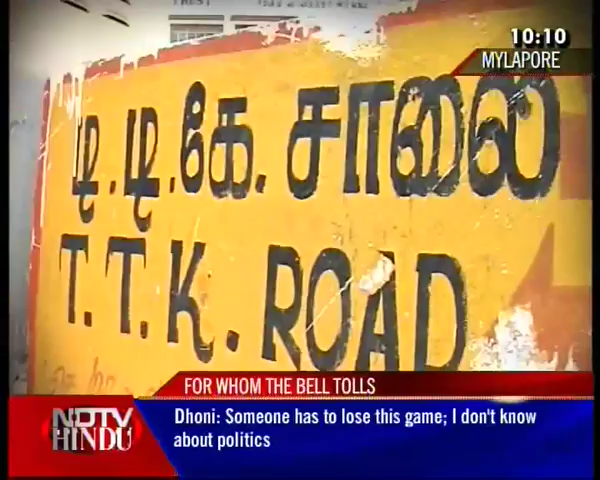 10:10
MYLAPORE
டி.டி.கே. சாலை
T.T.K. ROAD
FOR WHOM THE BELL TOLLS
NDTV
HINDU
Dhoni: Someone has to lose this game; I don't know
about politics